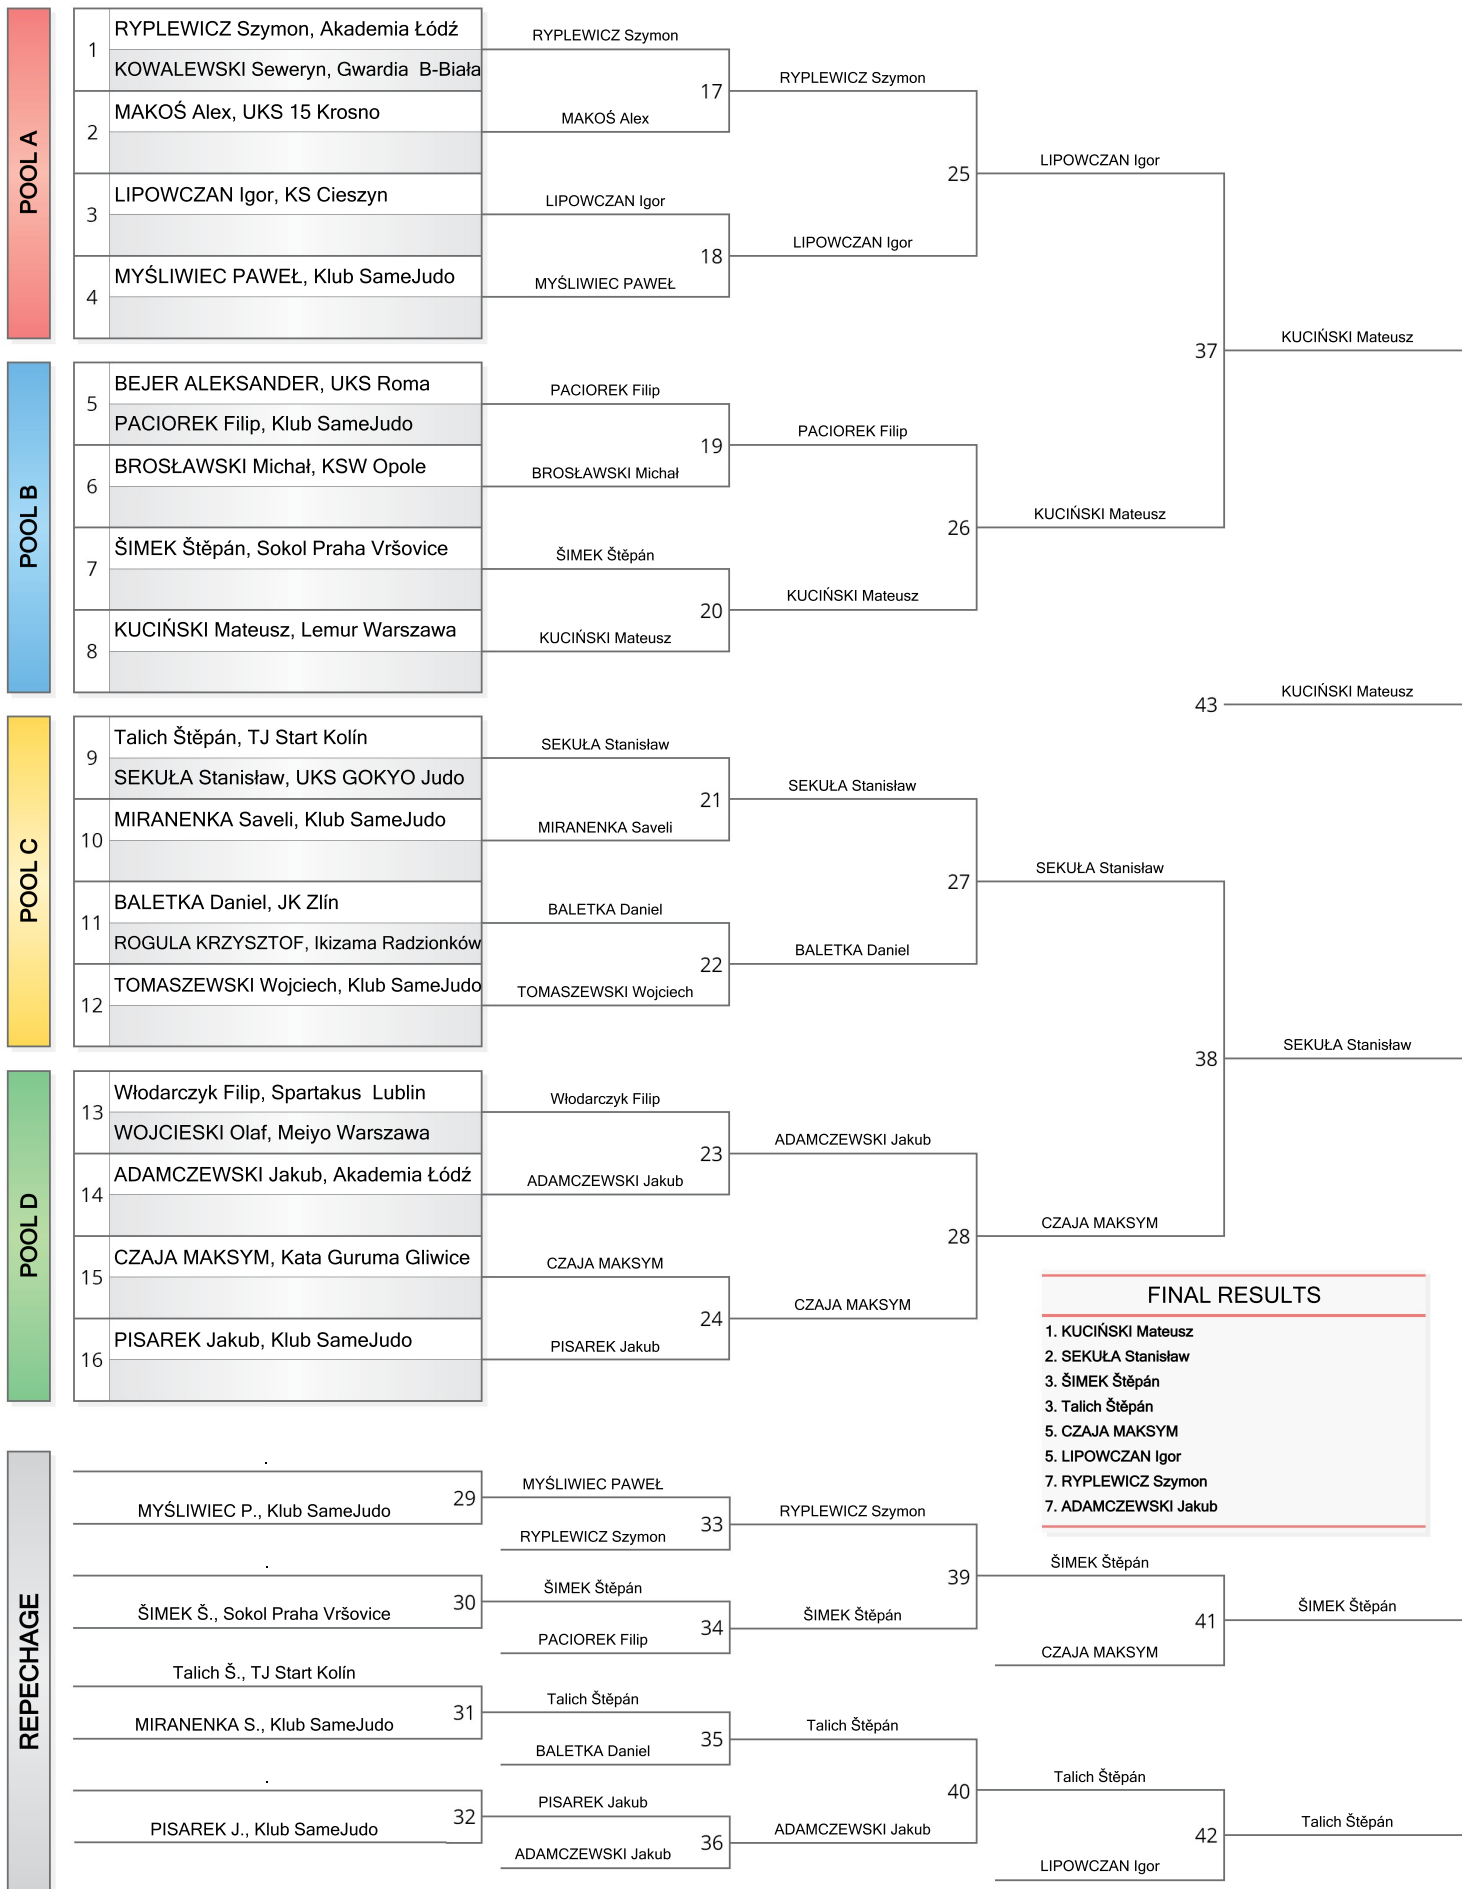 POOL A
1
RYPLEWICZ Szymon, Akademia Łódź
KOWALEWSKI Seweryn, Gwardia  B-Biała
2
MAKOŚ Alex, UKS 15 Krosno
3
LIPOWCZAN Igor, KS Cieszyn
4
MYŚLIWIEC PAWEŁ, Klub SameJudo
RYPLEWICZ Szymon
17
MAKOŚ Alex
LIPOWCZAN Igor
18
MYŚLIWIEC PAWEŁ
RYPLEWICZ Szymon
25
LIPOWCZAN Igor
LIPOWCZAN Igor
POOL B
5
BEJER ALEKSANDER, UKS Roma
PACIOREK Filip, Klub SameJudo
6
BROSŁAWSKI Michał, KSW Opole
7
ŠIMEK Štěpán, Sokol Praha Vršovice
8
KUCIŃSKI Mateusz, Lemur Warszawa
PACIOREK Filip
19
BROSŁAWSKI Michał
ŠIMEK Štěpán
20
KUCIŃSKI Mateusz
PACIOREK Filip
26
KUCIŃSKI Mateusz
KUCIŃSKI Mateusz
37
KUCIŃSKI Mateusz
43
KUCIŃSKI Mateusz
POOL C
9
Talich Štěpán, TJ Start Kolín
SEKUŁA Stanisław, UKS GOKYO Judo
10
MIRANENKA Saveli, Klub SameJudo
11
BALETKA Daniel, JK Zlín
ROGULA KRZYSZTOF, Ikizama Radzionków
12
TOMASZEWSKI Wojciech, Klub SameJudo
SEKUŁA Stanisław
21
MIRANENKA Saveli
BALETKA Daniel
22
TOMASZEWSKI Wojciech
SEKUŁA Stanisław
27
BALETKA Daniel
SEKUŁA Stanisław
POOL D
13
Włodarczyk Filip, Spartakus  Lublin
WOJCIESKI Olaf, Meiyo Warszawa
14
ADAMCZEWSKI Jakub, Akademia Łódź
15
CZAJA MAKSYM, Kata Guruma Gliwice
16
PISAREK Jakub, Klub SameJudo
Włodarczyk Filip
23
ADAMCZEWSKI Jakub
CZAJA MAKSYM
24
PISAREK Jakub
ADAMCZEWSKI Jakub
28
CZAJA MAKSYM
CZAJA MAKSYM
38
SEKUŁA Stanisław
FINAL RESULTS
1. KUCIŃSKI Mateusz
2. SEKUŁA Stanisław
3. ŠIMEK Štěpán
3. Talich Štěpán
5. CZAJA MAKSYM
5. LIPOWCZAN Igor
7. RYPLEWICZ Szymon
7. ADAMCZEWSKI Jakub
REPECHAGE
.
29
MYŚLIWIEC P., Klub SameJudo
.
30
ŠIMEK Š., Sokol Praha Vršovice
Talich Š., TJ Start Kolín
31
MIRANENKA S., Klub SameJudo
.
32
PISAREK J., Klub SameJudo
MYŚLIWIEC PAWEŁ
33
RYPLEWICZ Szymon
ŠIMEK Štěpán
34
PACIOREK Filip
Talich Štěpán
35
BALETKA Daniel
PISAREK Jakub
36
ADAMCZEWSKI Jakub
RYPLEWICZ Szymon
39
ŠIMEK Štěpán
Talich Štěpán
40
ADAMCZEWSKI Jakub
ŠIMEK Štěpán
41
CZAJA MAKSYM
Talich Štěpán
42
LIPOWCZAN Igor
ŠIMEK Štěpán
Talich Štěpán